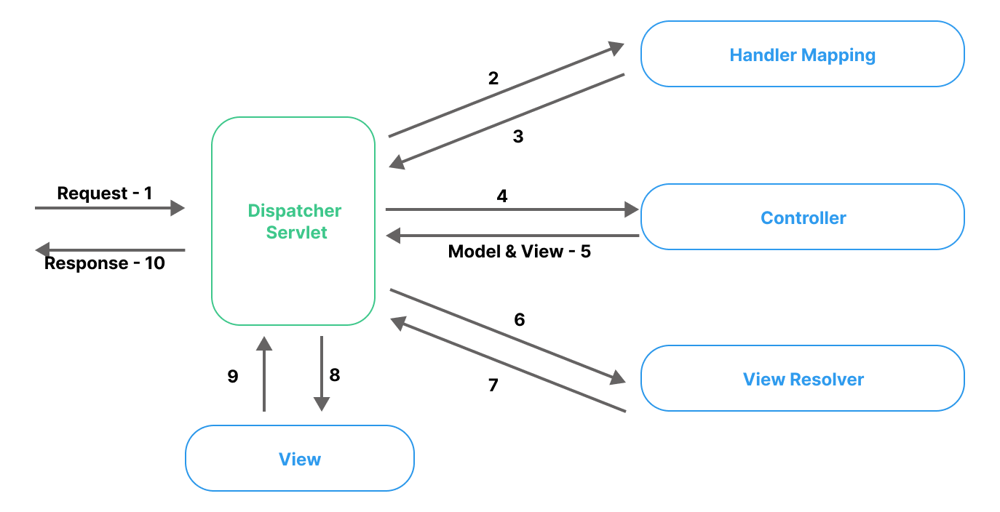 Handler Mapping
2
3
Request - 1
Response - 10
Dispatcher
Servlet
4
Model & View - 5
Controller
6
7
View Resolver
9
8
View